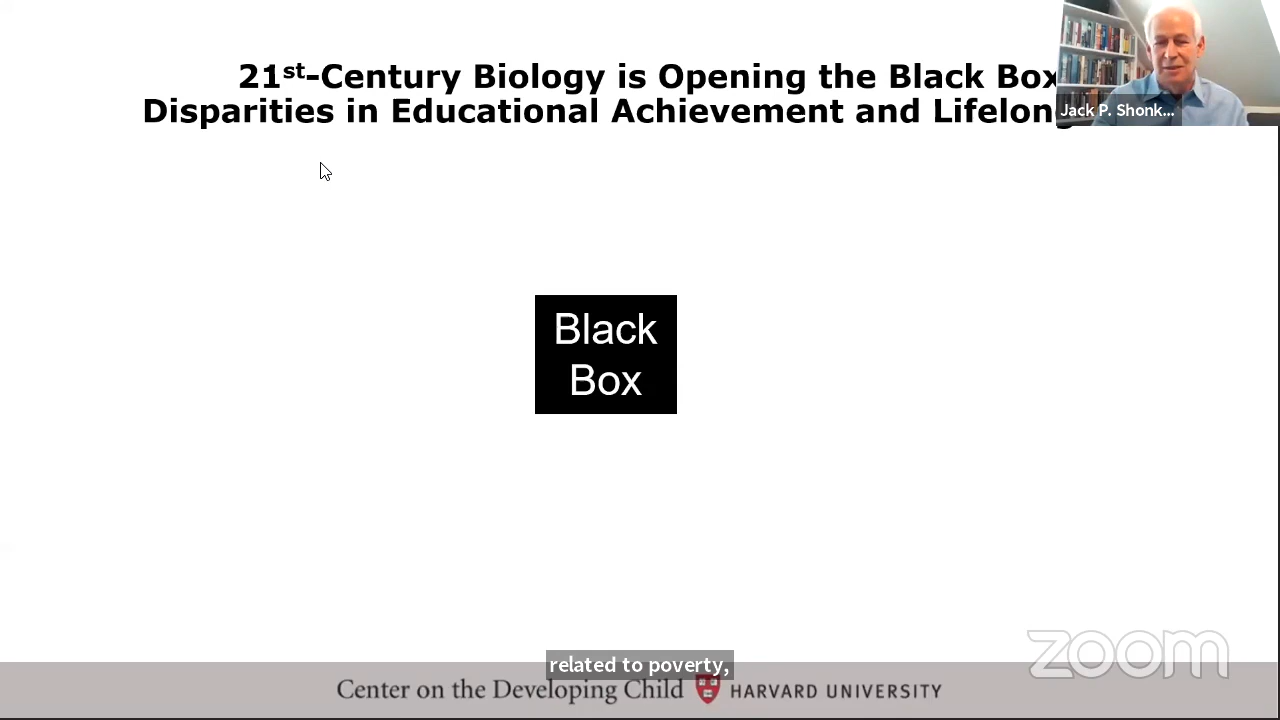 21st-Century Biology is Opening the Black Box
Disparities in Educational Achievement and Lifelong
Jack P. Shonk...
Black
Box
related to poverty,
zoom
Center on the Developing Child HARVARD UNIVERSITY